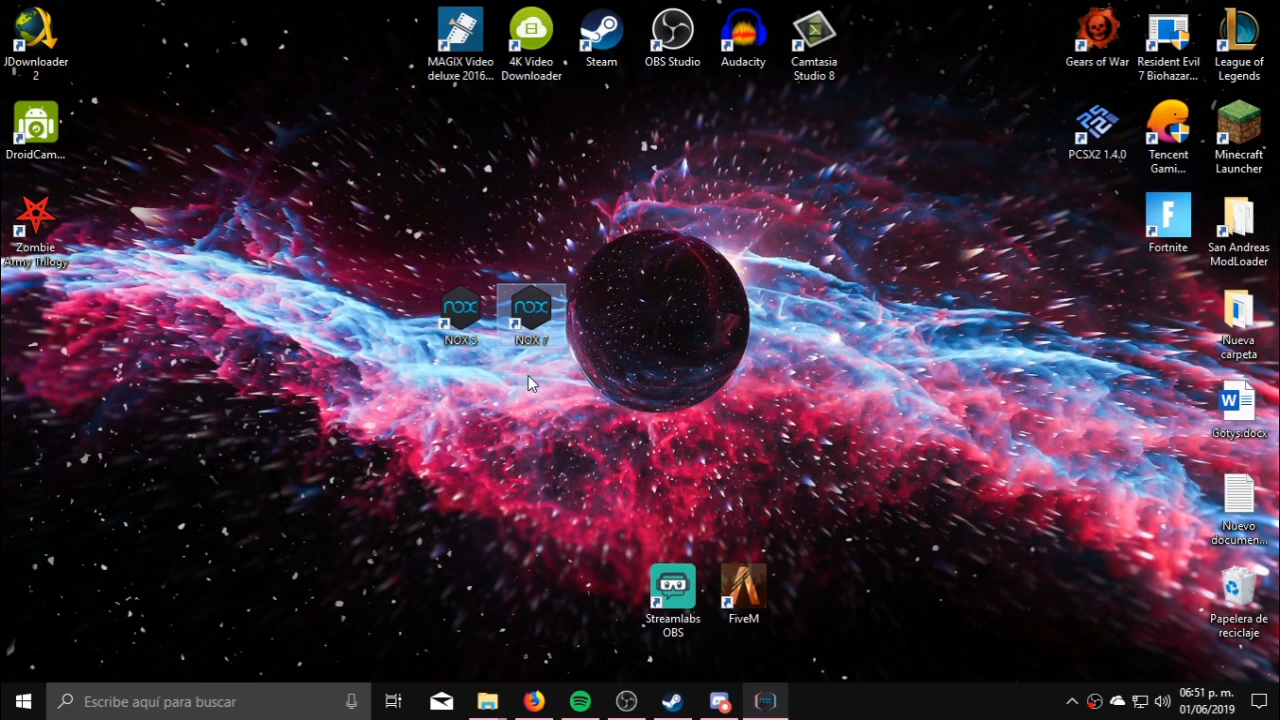 JDownloader
2
MAGIX Video
deluxe 2016...
4K Video
Downloader
Steam
OBS Studio
Audacity
Camtasia
Studio 8
Gears of War
Resident Evil
7 Biohazar...
League of
Legends
DroidCam...
PCSX2 1.4.0
Tencent
Gami...
Minecraft
Launcher
Zombie
Army Trilogy
F
Fortnite
San Andreas
ModLoader
nox
NOX 5
nox
NOX 7
Nueva
carpeta
W
Gotys.docx
Nuevo
documen...
Streamlabs
OBS
FiveM
Papelera de
reciclaje
Escribe aquí para buscar
06:51 p. m.
01/06/2019